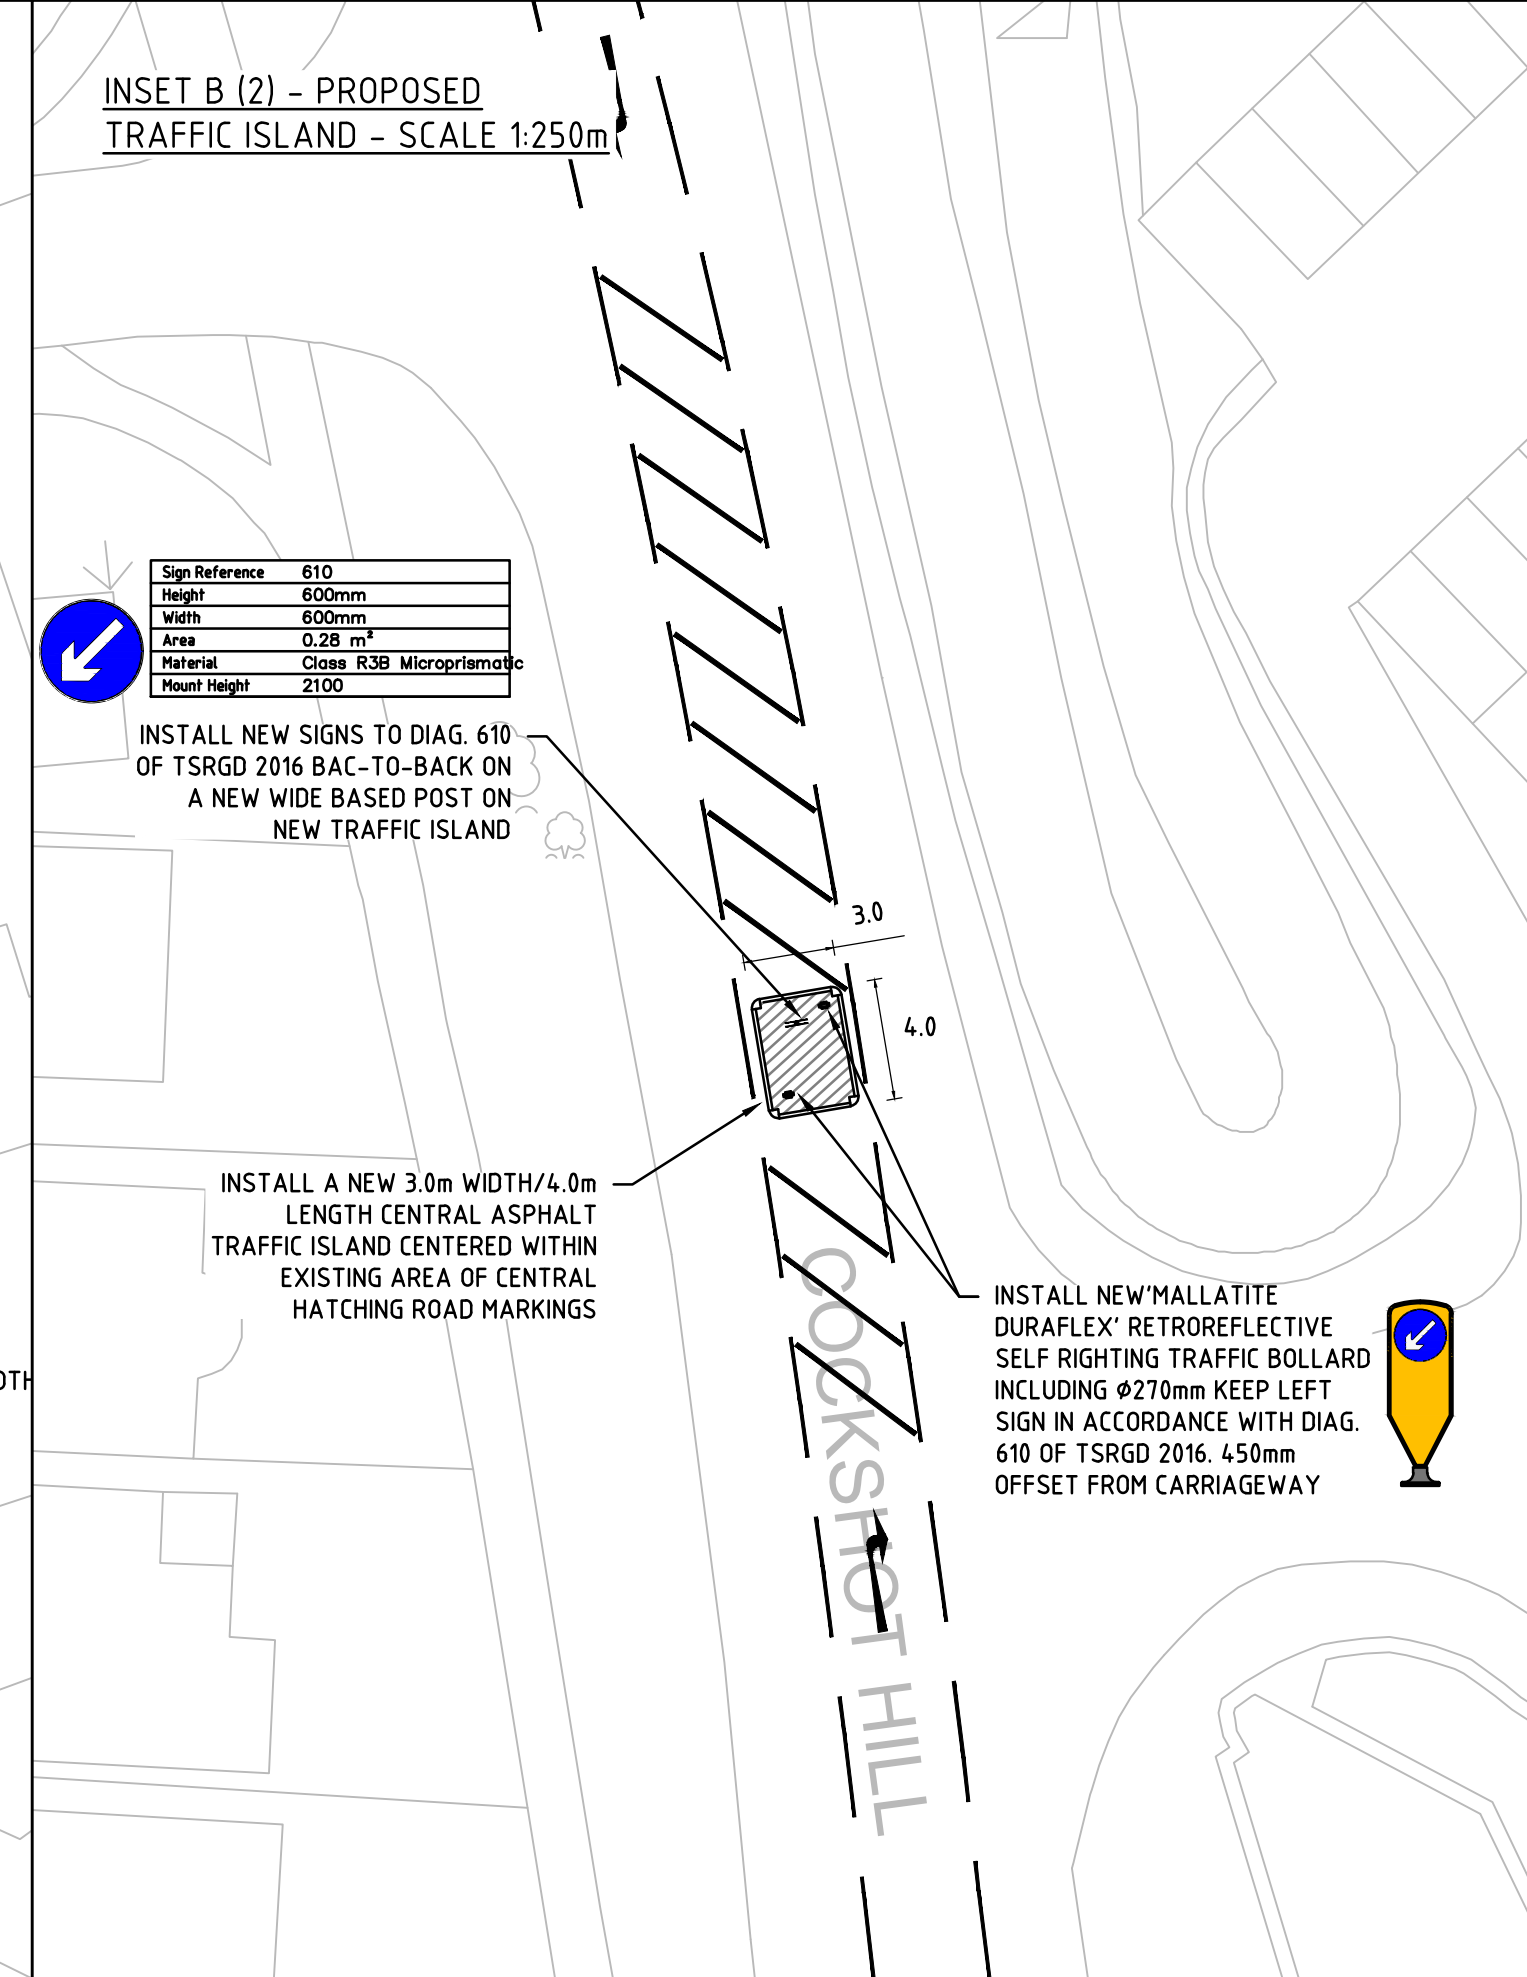 INSET B (2) - PROPOSED
TRAFFIC ISLAND - SCALE 1:250m
Sign Reference 610
Height 600mm
Width 600mm
Area 0.28 m²
Material Class R3B Microprismatic
Mount Height 2100
INSTALL NEW SIGNS TO DIAG. 610
OF TSRGD 2016 BAC-TO-BACK ON
A NEW WIDE BASED POST ON
NEW TRAFFIC ISLAND
3.0
4.0
INSTALL A NEW 3.0m WIDTH/4.0m
LENGTH CENTRAL ASPHALT
TRAFFIC ISLAND CENTERED WITHIN
EXISTING AREA OF CENTRAL
HATCHING ROAD MARKINGS
INSTALL NEW'MALLATITE
DURAFLEX' RETROREFLECTIVE
SELF RIGHTING TRAFFIC BOLLARD
INCLUDING Ø270mm KEEP LEFT
SIGN IN ACCORDANCE WITH DIAG.
610 OF TSRGD 2016. 450mm
OFFSET FROM CARRIAGEWAY
COCKSHOT HILL